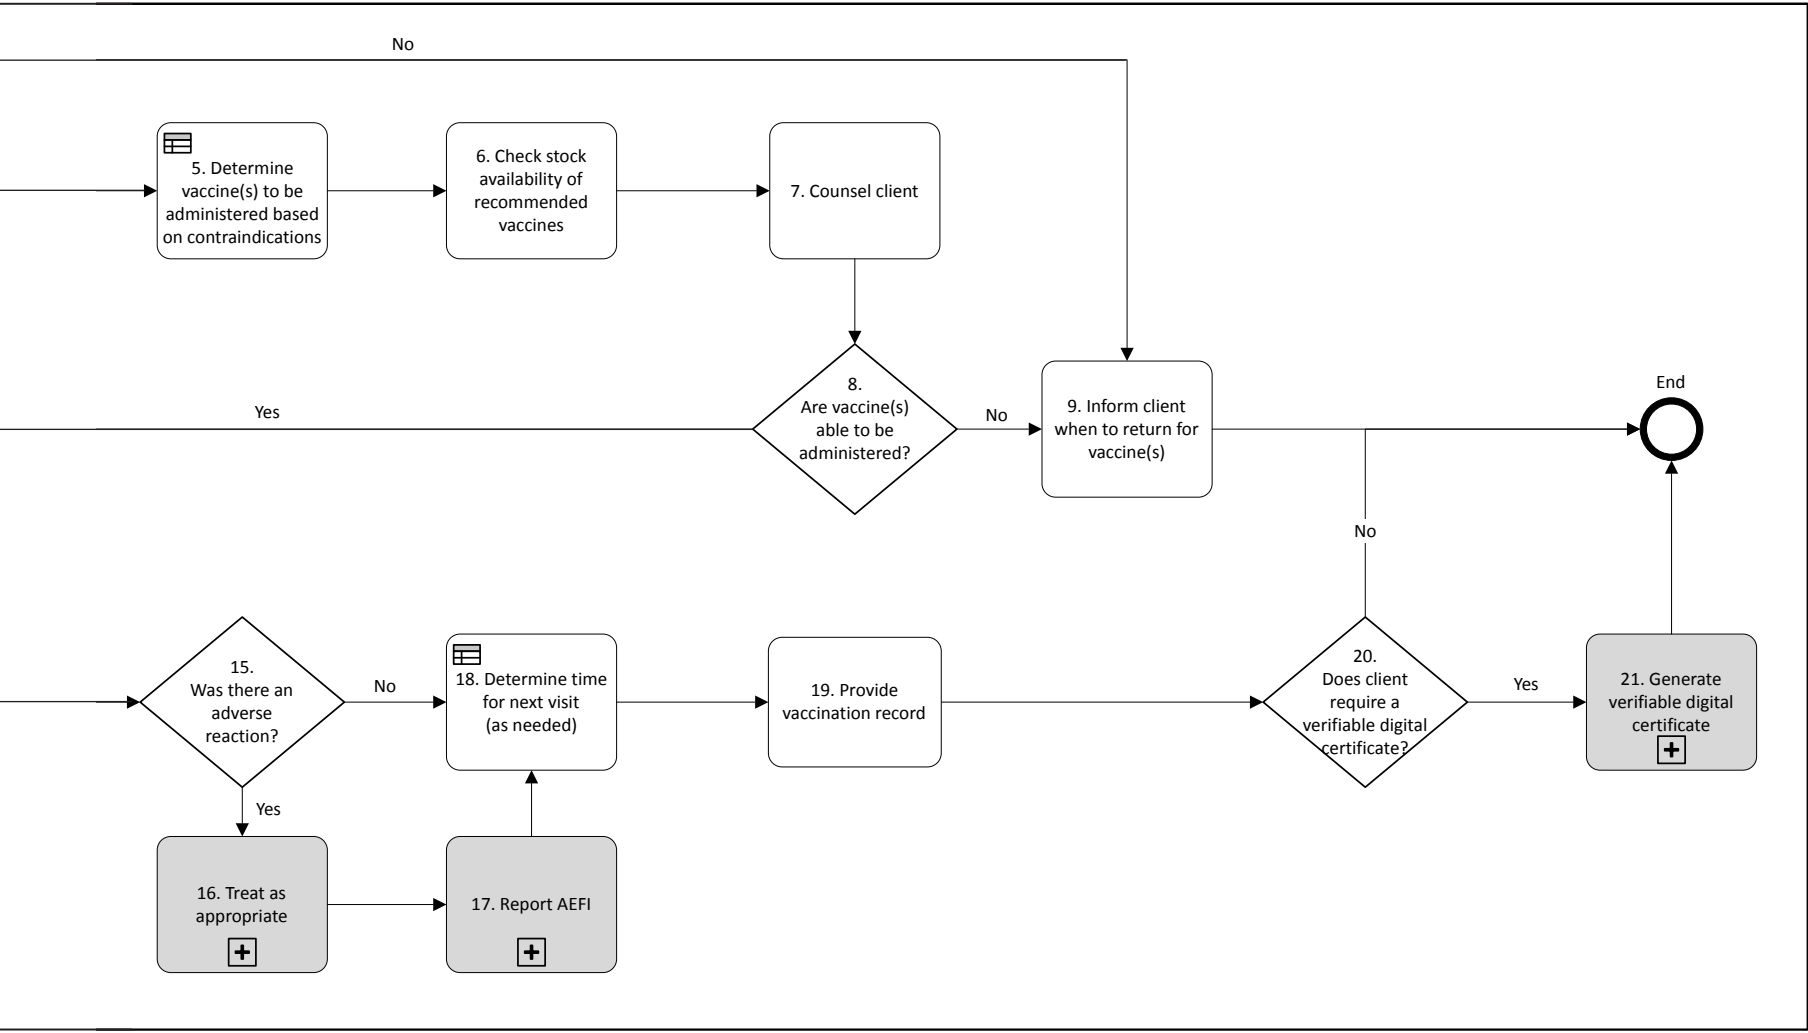 No
5. Determine
vaccine(s) to be
administered based
on contraindications
6. Check stock
availability of
recommended
vaccines
7. Counsel client
Yes
8.
Are vaccine(s)
able to be
administered?
No
9. Inform client
when to return for
vaccine(s)
End
No
15.
Was there an
adverse
reaction?
No
18. Determine time
for next visit
(as needed)
19. Provide
vaccination record
20.
Does client
require a
verifiable digital
certificate?
Yes
21. Generate
verifiable digital
certificate
Yes
16. Treat as
appropriate
17. Report AEFI